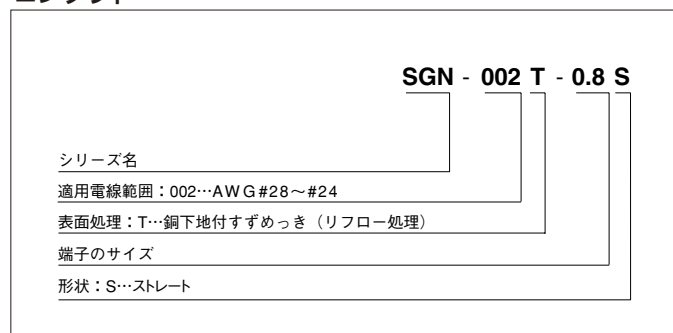 SGN - 002 T - 0.8 S
シリーズ名
適用電線範囲：002…AWG#28～#24
表面処理：T…銅下地付すずめっき（リフロー処理）
端子のサイズ
形状：S…ストレート